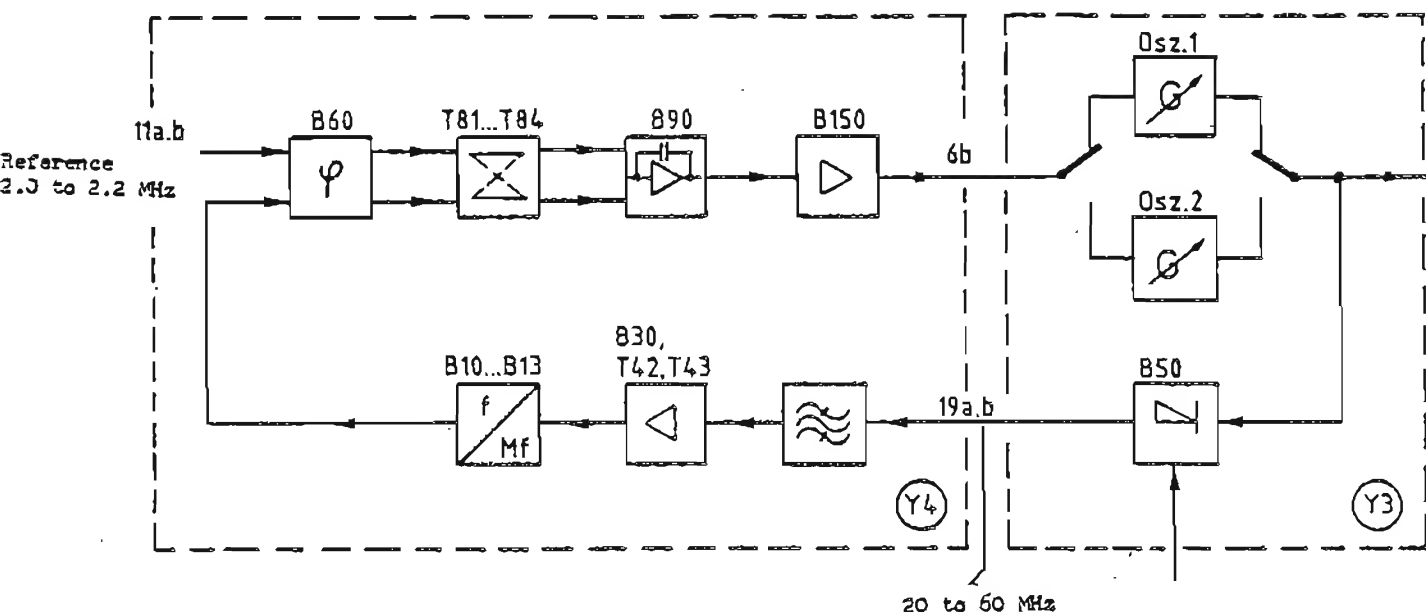 Osz.1
G
11a.b
B60
T81...T84
B90
B150
6b
Reference
2.0 to 2.2 MHz
φ
Osz.2
G
B30,
B10...B13
T42,T43
B50
19a.b
f
Mf
Y4
Y3
20 to 60 MHz